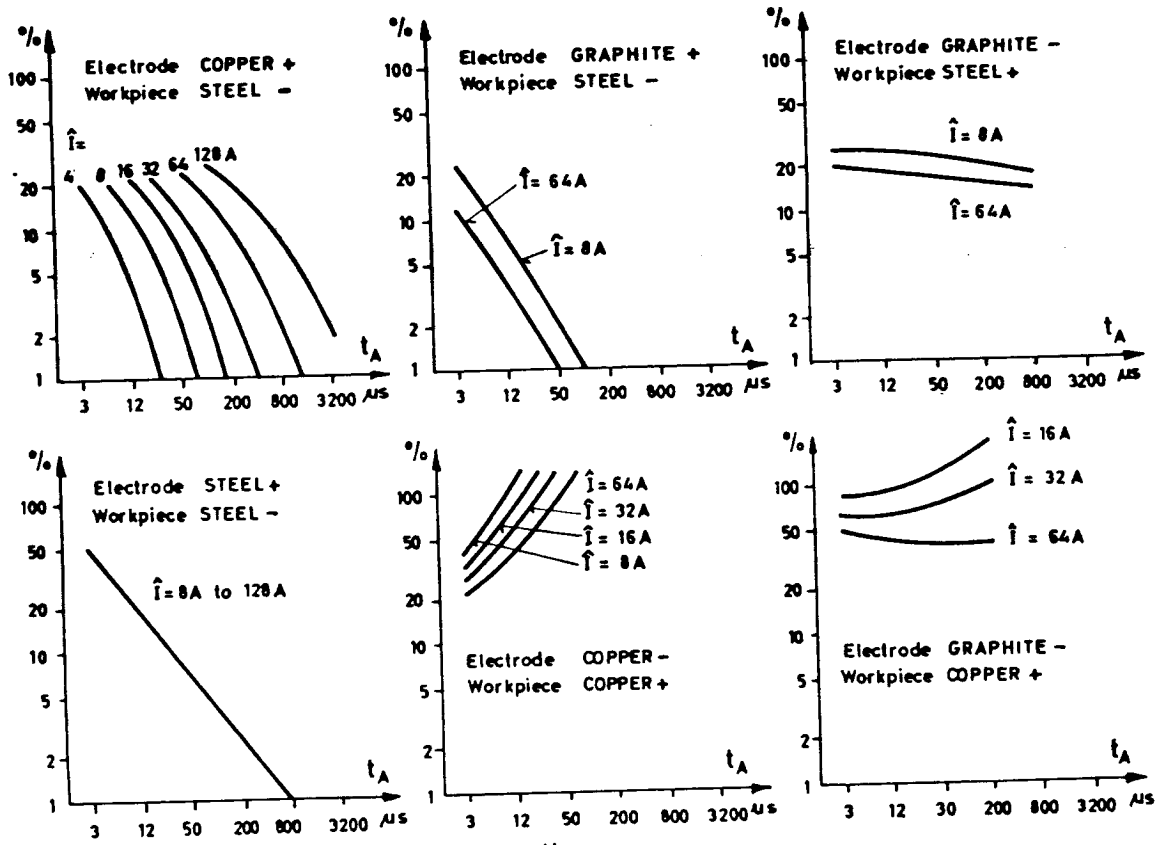 %
100
50
20
10
5
2
1
Electrode COPPER +
Workpiece STEEL −
Î=
4 8 16 32 64 128A
t_A
3 12 50 200 800 3200 µs
%
100
50
20
10
5
2
1
Electrode GRAPHITE +
Workpiece STEEL −
Î= 64A
Î= 8A
t_A
3 12 50 200 800 3200
%
100
50
20
10
5
2
1
Electrode GRAPHITE −
Workpiece STEEL +
Î= 8A
Î= 64A
t_A
3 12 50 200 800 3200 µs
%
100
50
20
10
5
2
1
Electrode STEEL +
Workpiece STEEL −
Î= 8A to 128A
t_A
3 12 50 200 800 3200 µs
%
100
50
20
10
5
2
1
Î= 64A
Î= 32A
Î= 16A
Î= 8A
Electrode COPPER −
Workpiece COPPER +
t_A
3 12 50 200 800 3200 µs
%
100
50
20
10
5
2
1
Î= 16A
Î= 32A
Î= 64A
Electrode GRAPHITE −
Workpiece COPPER +
t_A
3 12 50 200 800 3200 µs